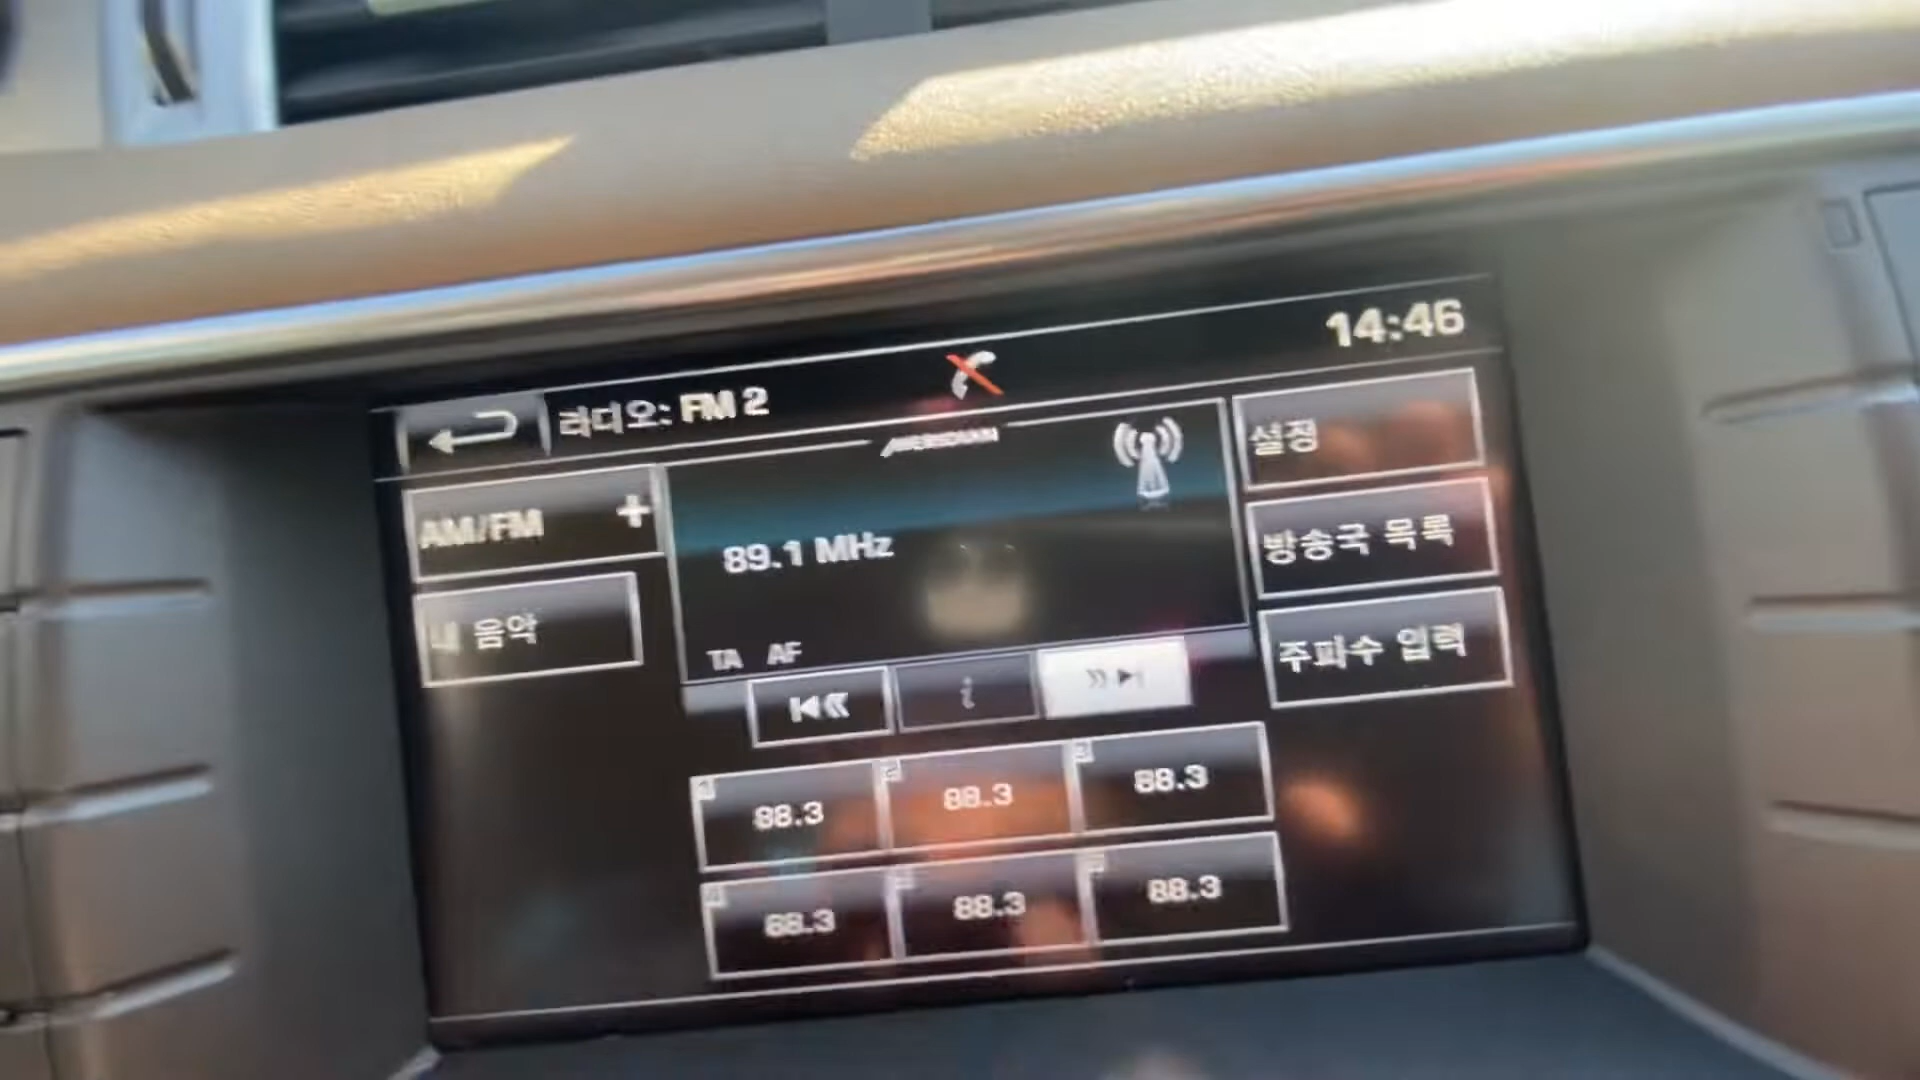 라디오: FM 2
14:46
MERIDIAN
AM/FM +
내 음악
89.1 MHz
TA AF
설정
방송국 목록
주파수 입력
88.3
88.3
88.3
88.3
88.3
88.3